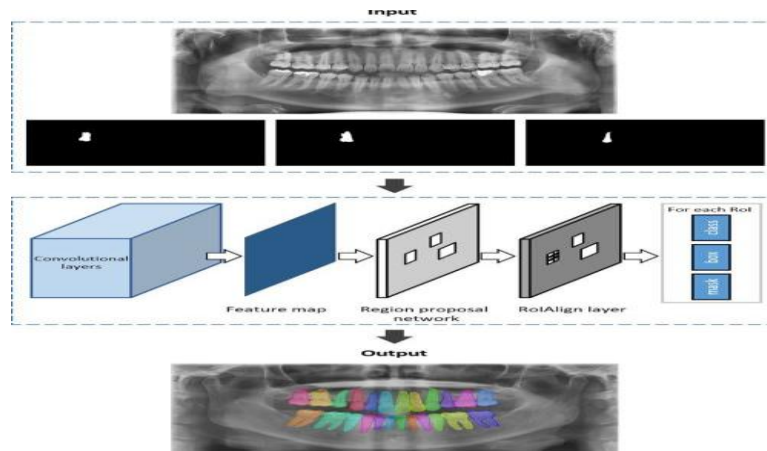 Input
Convolutional
layers
Feature map
Region proposal
network
RoIAlign layer
For each RoI
class
box
mask
Output